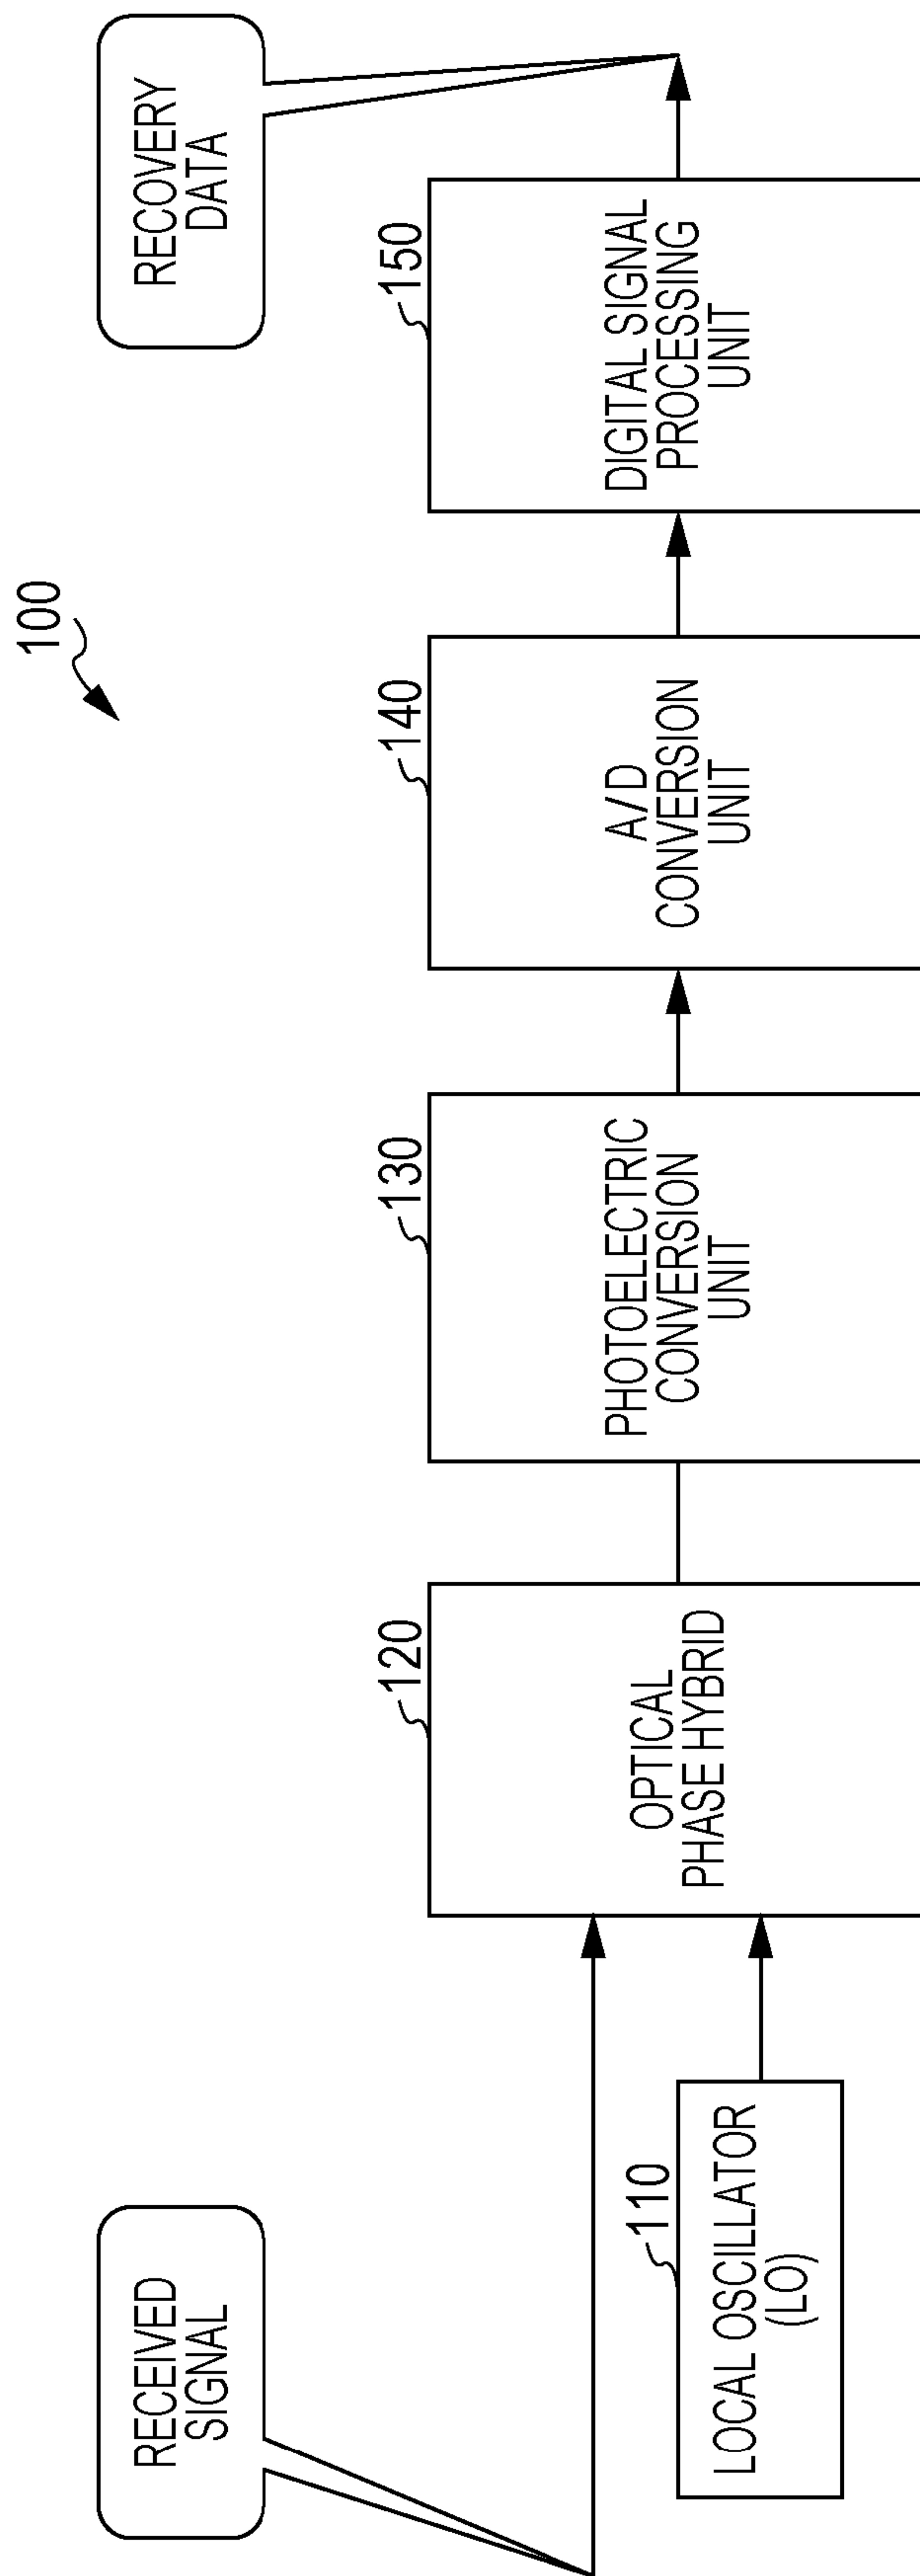 100
RECEIVED
SIGNAL
110
LOCAL OSCILLATOR
(LO)
120
OPTICAL
PHASE HYBRID
130
PHOTOELECTRIC
CONVERSION
UNIT
140
A/D
CONVERSION
UNIT
150
DIGITAL SIGNAL
PROCESSING
UNIT
RECOVERY
DATA